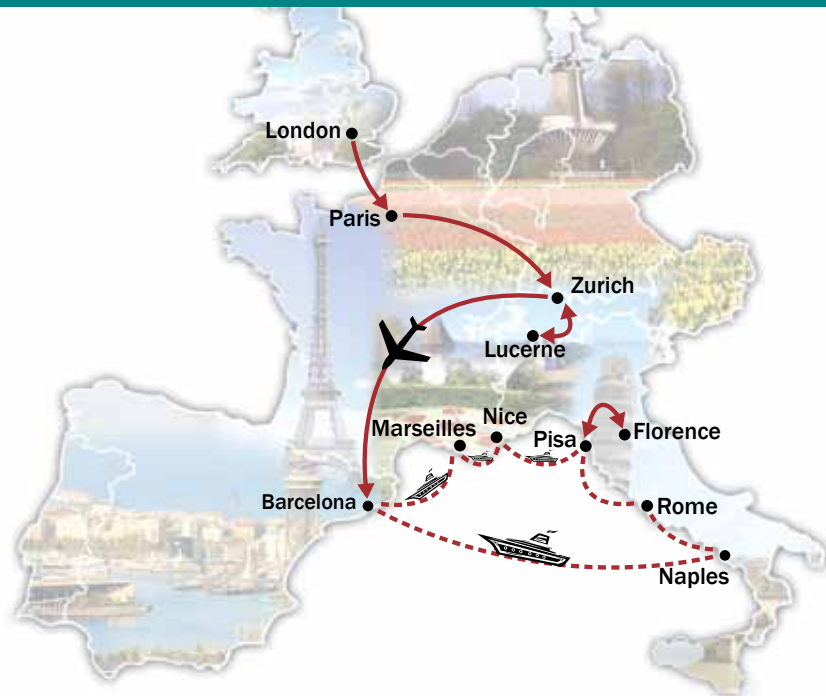 London
Paris
Zurich
Lucerne
Nice
Marseilles
Pisa
Florence
Barcelona
Rome
Naples